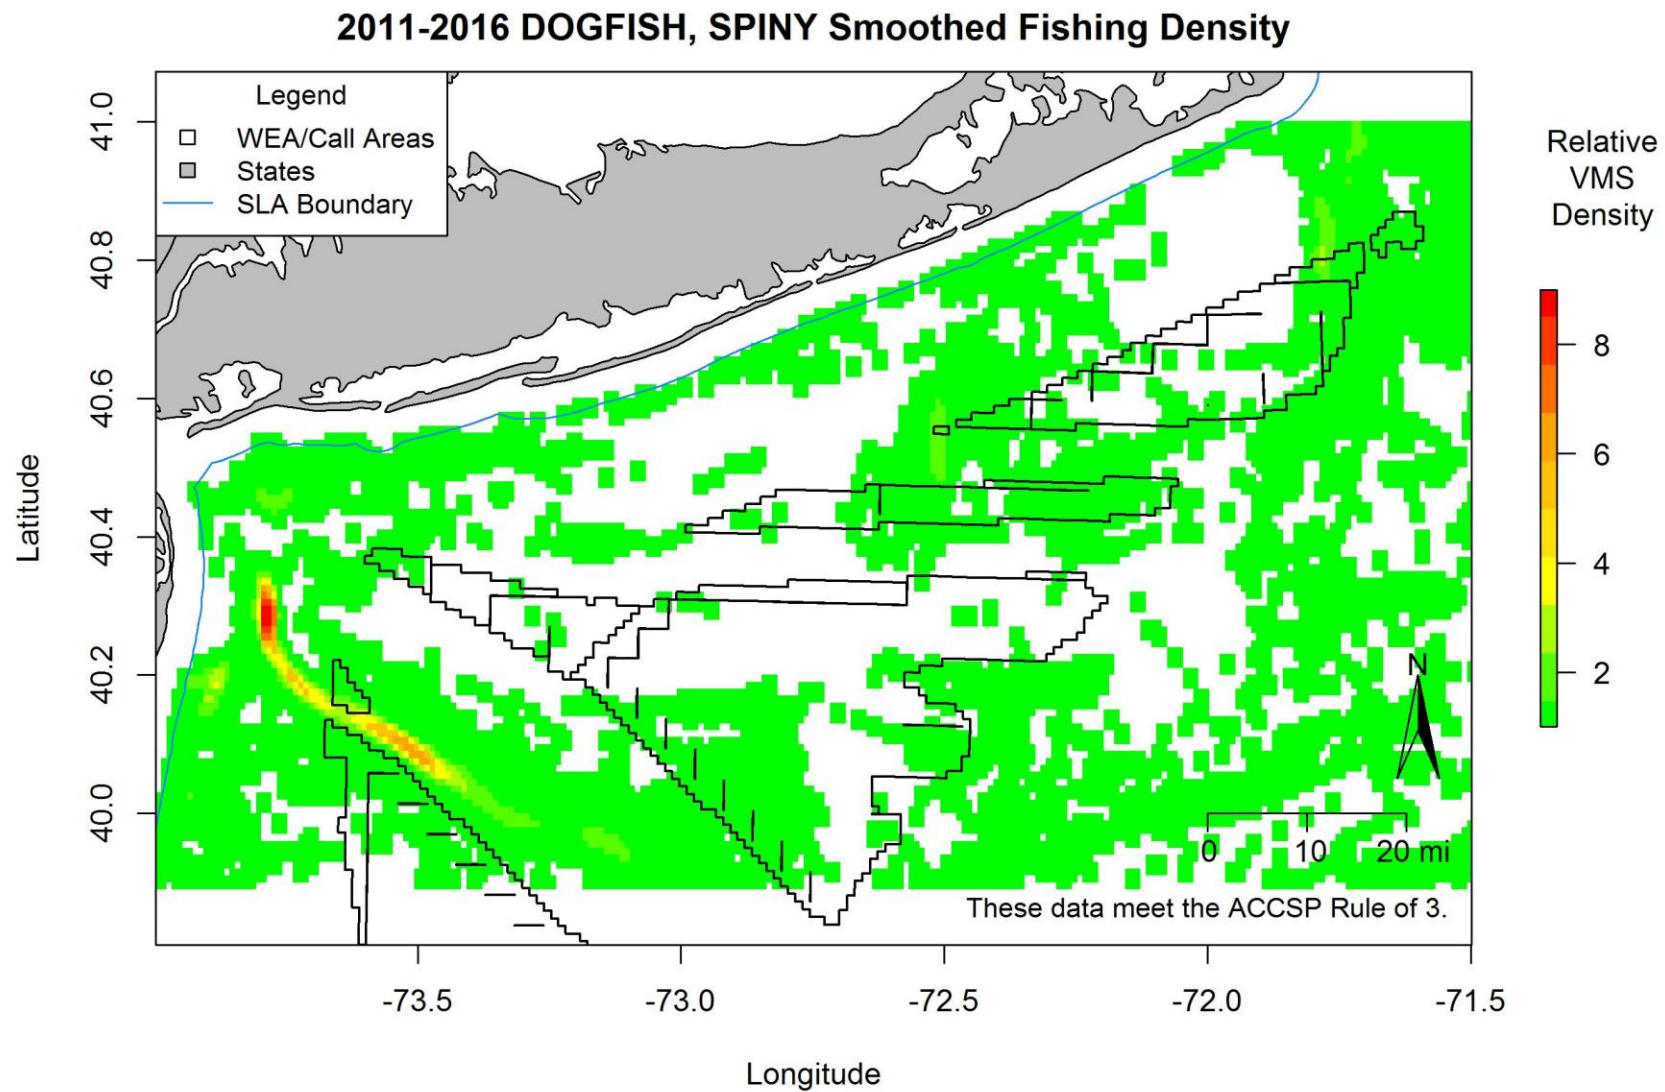 2011-2016 DOGFISH, SPINY Smoothed Fishing Density
Legend
WEA/Call Areas
States
SLA Boundary
Relative
VMS
Density
8
6
4
2
Latitude
41.0
40.8
40.6
40.4
40.2
40.0
N
0 10 20 mi
These data meet the ACCSP Rule of 3.
-73.5 -73.0 -72.5 -72.0 -71.5
Longitude